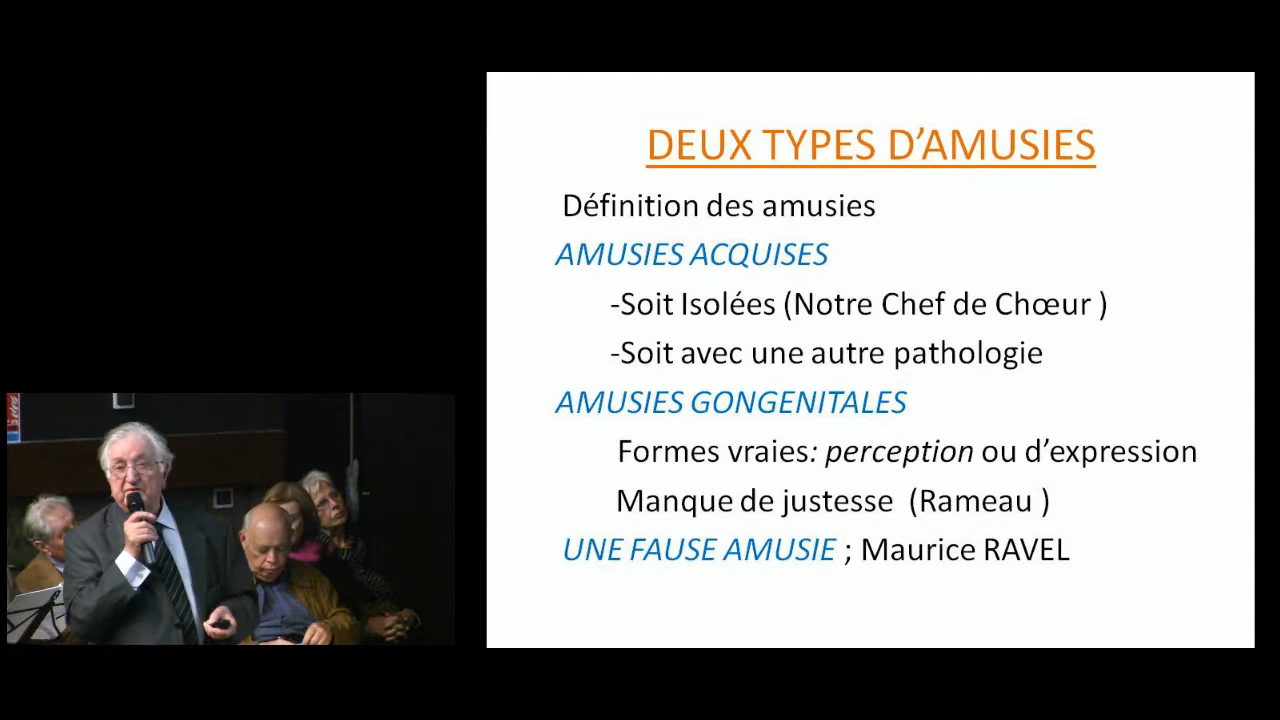 DEUX TYPES D’AMUSIES
Définition des amusies
AMUSIES ACQUISES
-Soit Isolées (Notre Chef de Chœur )
-Soit avec une autre pathologie
AMUSIES GONGENITALES
Formes vraies: perception ou d’expression
Manque de justesse (Rameau )
UNE FAUSE AMUSIE ; Maurice RAVEL